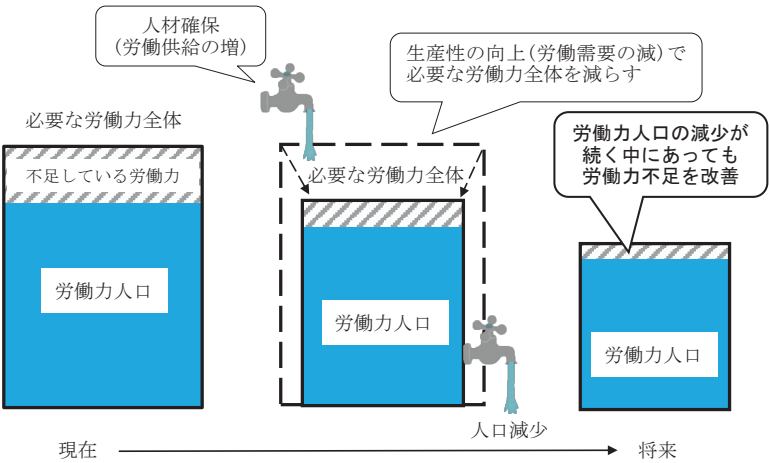 人材確保
（労働供給の増）
生産性の向上（労働需要の減）で
必要な労働力全体を減らす
必要な労働力全体
不足している労働力
労働力人口
必要な労働力全体
労働力人口
人口減少
労働力人口の減少が
続く中にあっても
労働力不足を改善
労働力人口
現在
将来